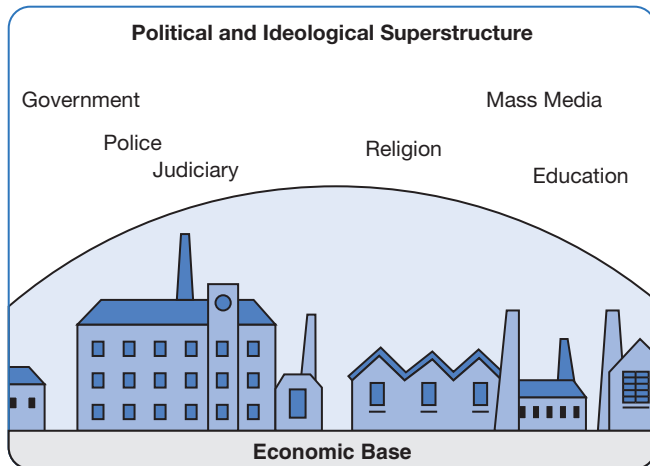 Political and Ideological Superstructure
Government
Mass Media
Police
Religion
Judiciary
Education
Economic Base